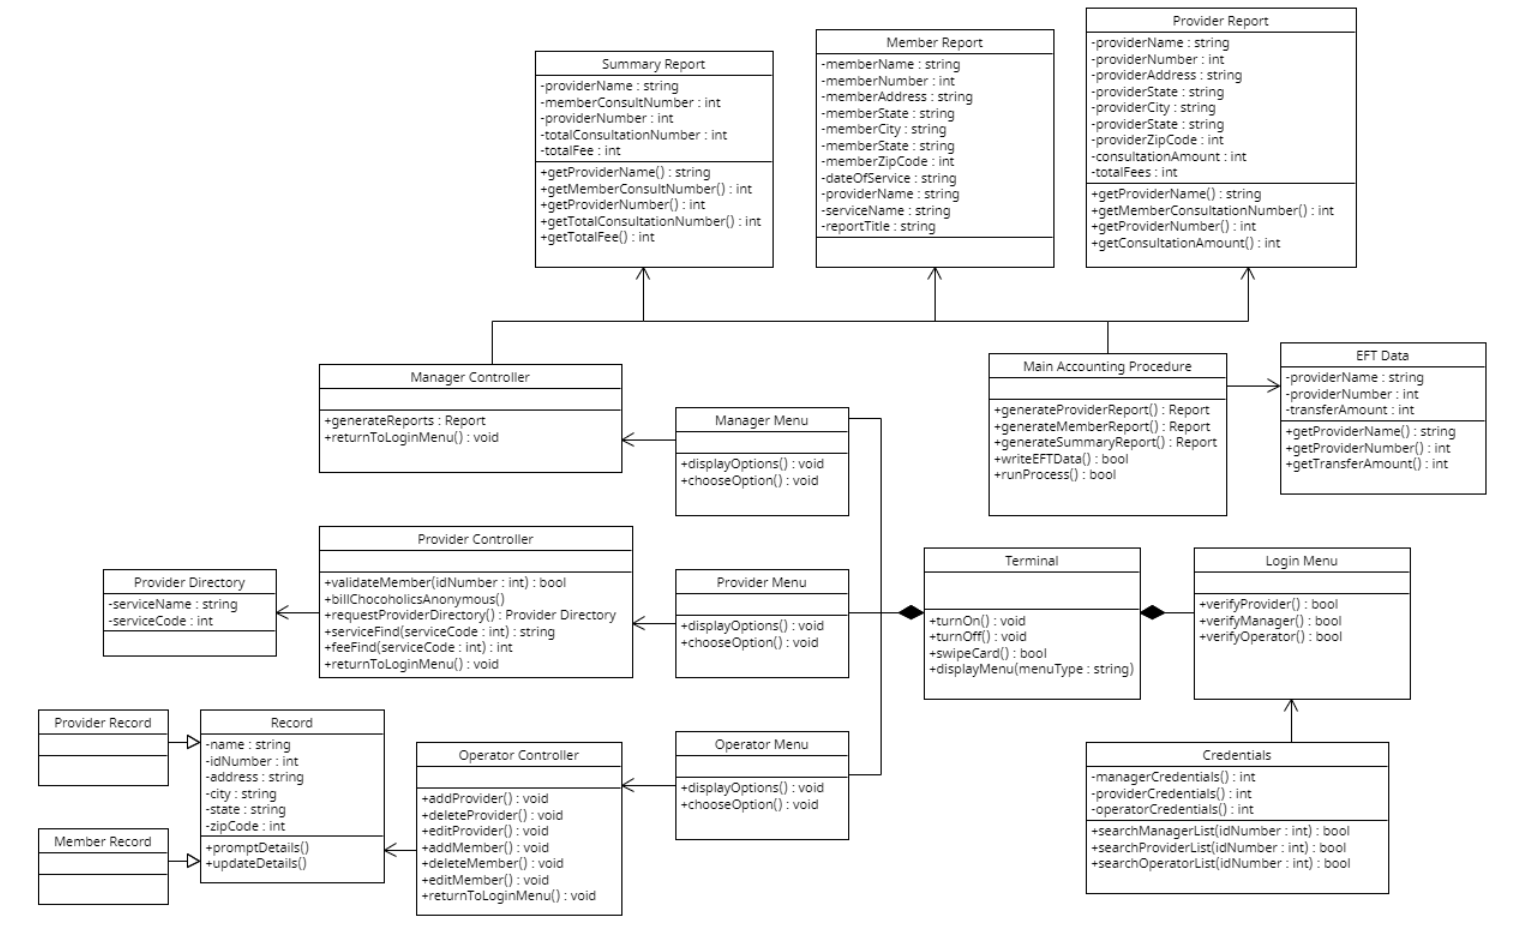 Provider Report
-providerName : string
-providerNumber : int
-providerAddress : string
-providerState : string
-providerCity : string
-providerState : string
-providerZipCode : int
-consultationAmount : int
-totalFees : int
+getProviderName() : string
+getMemberConsultationNumber() : int
+getProviderNumber() : int
+getConsultationAmount() : int
Member Report
-memberName : string
-memberNumber : int
-memberAddress : string
-memberState : string
-memberCity : string
-memberState : string
-memberZipCode : int
-dateOfService : string
-providerName : string
-serviceName : string
-reportTitle : string
Summary Report
-providerName : string
-memberConsultNumber : int
-providerNumber : int
-totalConsultationNumber : int
-totalFee : int
+getProviderName() : string
+getMemberConsultNumber() : int
+getProviderNumber() : int
+getTotalConsultationNumber() : int
+getTotalFee() : int
Manager Controller
+generateReports : Report
+returnToLoginMenu() : void
Manager Menu
+displayOptions() : void
+chooseOption() : void
Main Accounting Procedure
+generateProviderReport() : Report
+generateMemberReport() : Report
+generateSummaryReport() : Report
+writeEFTData() : bool
+runProcess() : bool
EFT Data
-providerName : string
-providerNumber : int
-transferAmount : int
+getProviderName() : string
+getProviderNumber() : int
+getTransferAmount() : int
Provider Directory
-serviceName : string
-serviceCode : int
Provider Controller
+validateMember(idNumber : int) : bool
+billChocoholicsAnonymous()
+requestProviderDirectory() : Provider Directory
+serviceFind(serviceCode : int) : string
+feeFind(serviceCode : int) : int
+returnToLoginMenu() : void
Provider Menu
+displayOptions() : void
+chooseOption() : void
Terminal
+turnOn() : void
+turnOff() : void
+swipeCard() : bool
+displayMenu(menuType : string)
Login Menu
+verifyProvider() : bool
+verifyManager() : bool
+verifyOperator() : bool
Provider Record
Member Record
Record
-name : string
-idNumber : int
-address : string
-city : string
-state : string
-zipCode : int
+promptDetails()
+updateDetails()
Operator Controller
+addProvider() : void
+deleteProvider() : void
+editProvider() : void
+addMember() : void
+deleteMember() : void
+editMember() : void
+returnToLoginMenu() : void
Operator Menu
+displayOptions() : void
+chooseOption() : void
Credentials
-managerCredentials() : int
-providerCredentials() : int
-operatorCredentials() : int
+searchManagerList(idNumber : int) : bool
+searchProviderList(idNumber : int) : bool
+searchOperatorList(idNumber : int) : bool